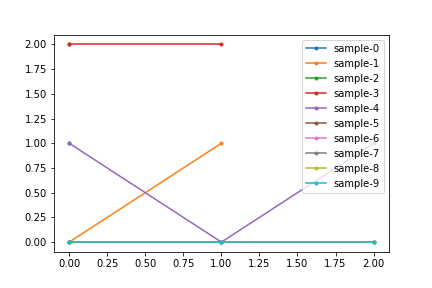 2.00
1.75
1.50
1.25
1.00
0.75
0.50
0.25
0.00
0.00 0.25 0.50 0.75 1.00 1.25 1.50 1.75 2.00
sample-0
sample-1
sample-2
sample-3
sample-4
sample-5
sample-6
sample-7
sample-8
sample-9